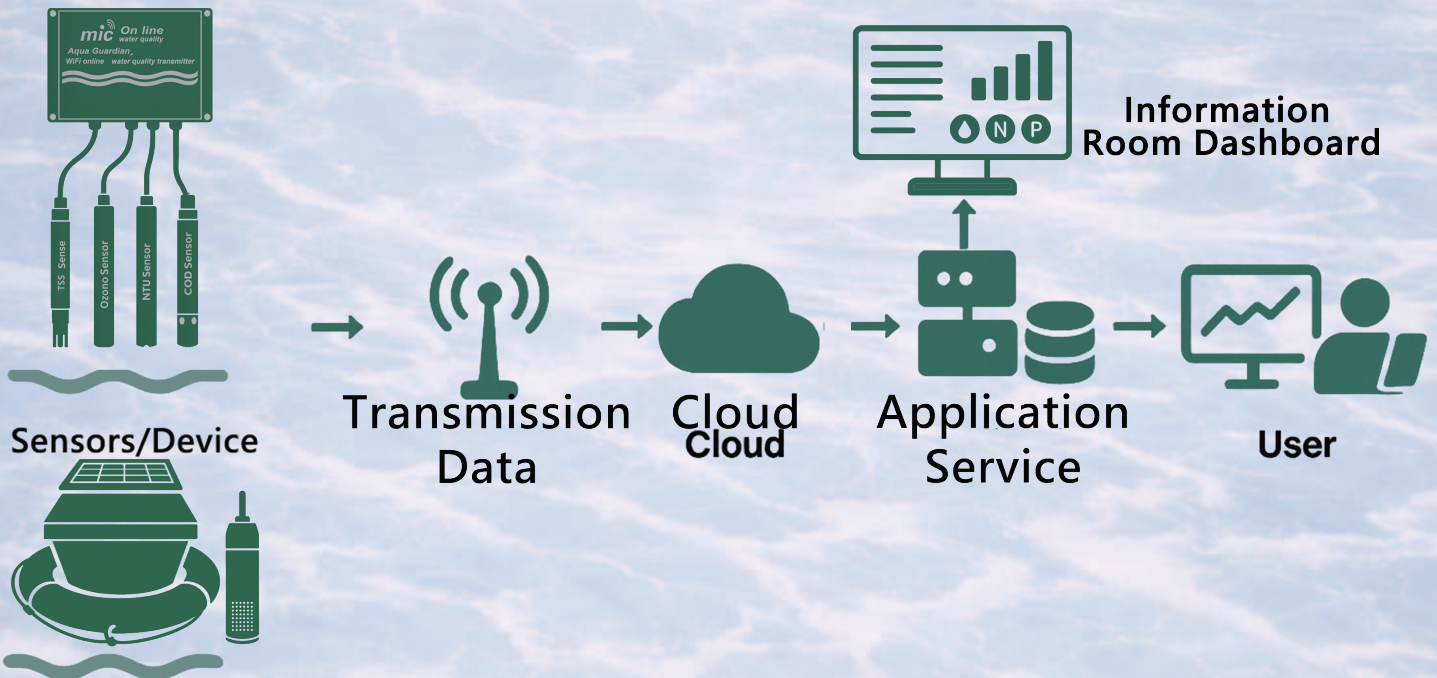 mic On line
water quality
Aqua Guardian,
WiFi online water quality transmitter
TSS Sense
Ozono Sensor
NTU Sensor
COD Sensor
Sensors/Device
Transmission
Data
Cloud
Cloud
N P
Information
Room Dashboard
Application
Service
User